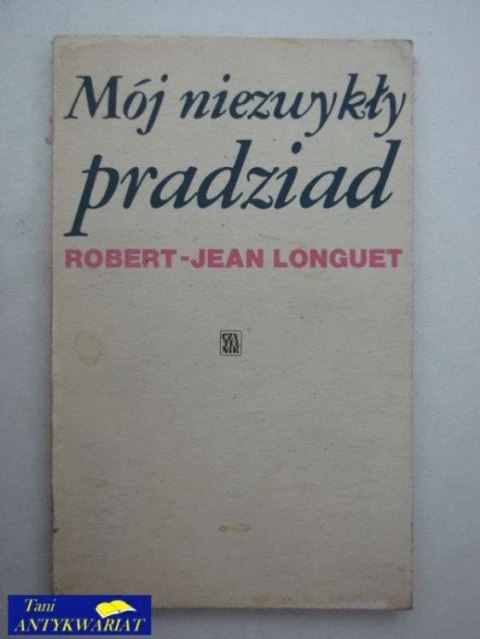 Mój niezwykły
pradziad
ROBERT-JEAN LONGUET
CZY
TEL
NIK
Tani
ANTYKWARIAT